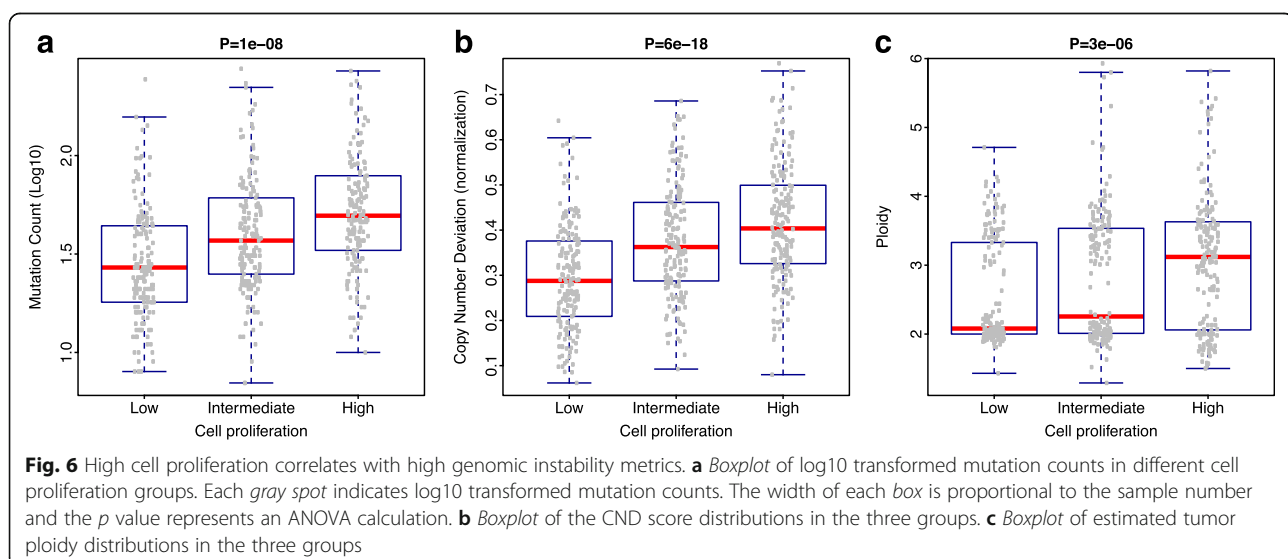 a
P=1e−08
Mutation Count (Log10)
2.0
1.5
1.0
Low Intermediate High
Cell proliferation
b
P=6e−18
Copy Number Deviation (normalization)
0.7
0.6
0.5
0.4
0.3
0.2
0.1
Low Intermediate High
Cell proliferation
c
P=3e−06
Ploidy
6
5
4
3
2
Low Intermediate High
Cell proliferation
Fig. 6 High cell proliferation correlates with high genomic instability metrics. a Boxplot of log10 transformed mutation counts in different cell
proliferation groups. Each gray spot indicates log10 transformed mutation counts. The width of each box is proportional to the sample number
and the p value represents an ANOVA calculation. b Boxplot of the CND score distributions in the three groups. c Boxplot of estimated tumor
ploidy distributions in the three groups